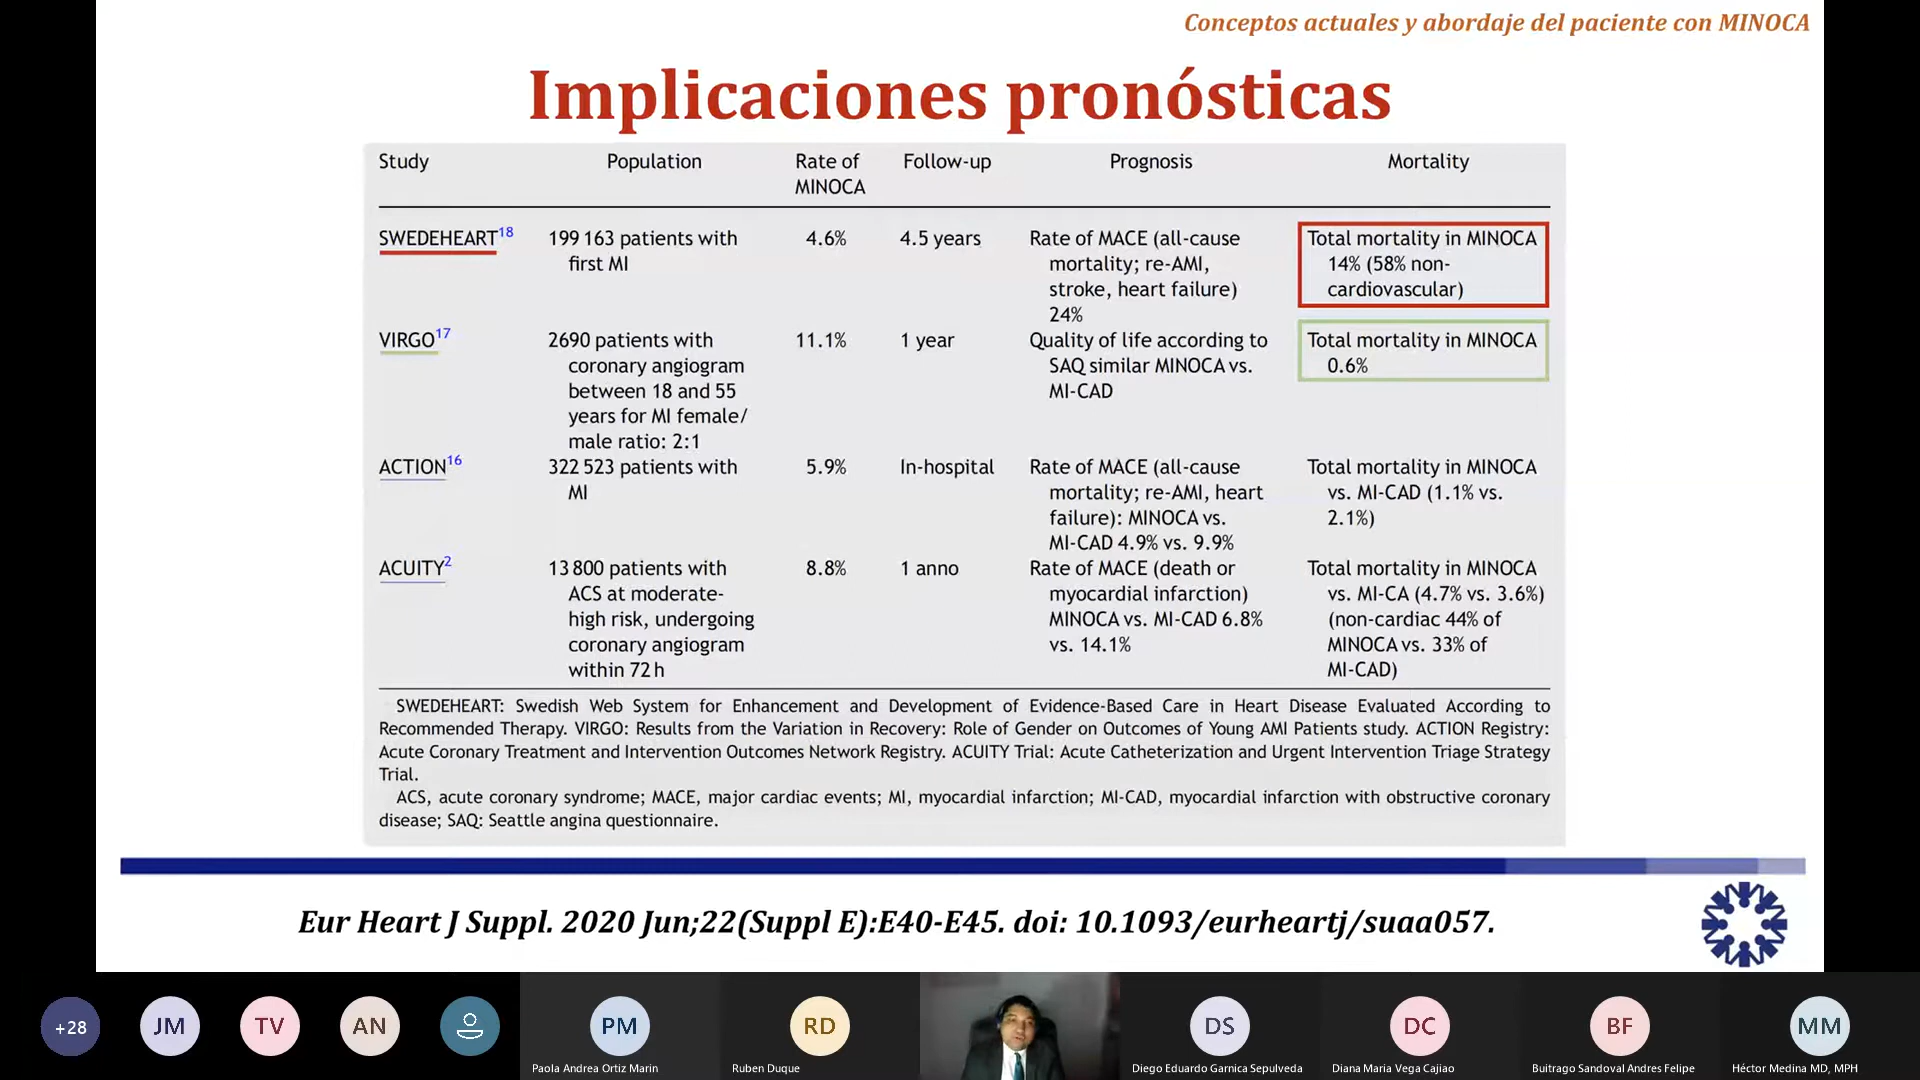 Conceptos actuales y abordaje del paciente con MINOCA
Implicaciones pronósticas
Study Population Rate of MINOCA Follow-up Prognosis Mortality
SWEDEHEART18
199 163 patients with
first MI
4.6%
4.5 years
Rate of MACE (all-cause
mortality; re-AMI,
stroke, heart failure)
24%
Total mortality in MINOCA
14% (58% non-
cardiovascular)
VIRGO17
2690 patients with
coronary angiogram
between 18 and 55
years for MI female/
male ratio: 2:1
11.1%
1 year
Quality of life according to
SAQ similar MINOCA vs.
MI-CAD
Total mortality in MINOCA
0.6%
ACTION16
322 523 patients with
MI
5.9%
In-hospital
Rate of MACE (all-cause
mortality; re-AMI, heart
failure): MINOCA vs.
MI-CAD 4.9% vs. 9.9%
Total mortality in MINOCA
vs. MI-CAD (1.1% vs.
2.1%)
ACUITY2
13 800 patients with
ACS at moderate-
high risk, undergoing
coronary angiogram
within 72 h
8.8%
1 anno
Rate of MACE (death or
myocardial infarction)
MINOCA vs. MI-CAD 6.8%
vs. 14.1%
Total mortality in MINOCA
vs. MI-CA (4.7% vs. 3.6%)
(non-cardiac 44% of
MINOCA vs. 33% of
MI-CAD)
SWEDEHEART: Swedish Web System for Enhancement and Development of Evidence-Based Care in Heart Disease Evaluated According to
Recommended Therapy. VIRGO: Results from the Variation in Recovery: Role of Gender on Outcomes of Young AMI Patients study. ACTION Registry:
Acute Coronary Treatment and Intervention Outcomes Network Registry. ACUITY Trial: Acute Catheterization and Urgent Intervention Triage Strategy
Trial.
ACS, acute coronary syndrome; MACE, major cardiac events; MI, myocardial infarction; MI-CAD, myocardial infarction with obstructive coronary
disease; SAQ: Seattle angina questionnaire.
Eur Heart J Suppl. 2020 Jun;22(Suppl E):E40-E45. doi: 10.1093/eurheartj/suaa057.
+28 JM TV AN PM RD DS DC BF MM
Paola Andrea Ortiz Marin Ruben Duque Diego Eduardo Garnica Sepulveda Diana Maria Vega Cajiao Buitrago Sandoval Andres Felipe Héctor Medina MD, MPH